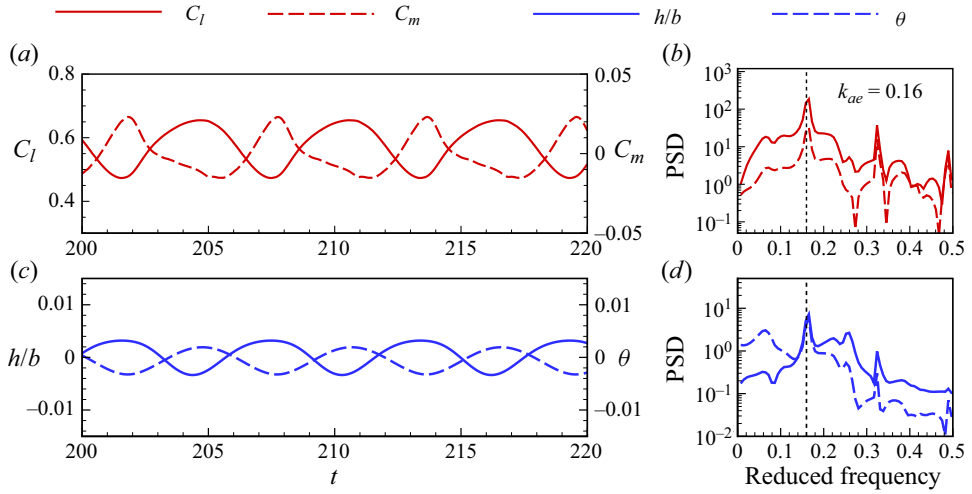 C_l C_m h/b θ
(a) (b)
0.8 0.05 10^3
k_ae = 0.16
10^2
C_l 0.6 0 C_m PSD 10^1
10^0
0.4 10^−1
−0.05
200 205 210 215 220 0 0.1 0.2 0.3 0.4 0.5
(c) (d)
0.01 0.01 10^1
h/b 0 0 θ PSD 10^0
10^−1
−0.01 −0.01
10^−2
200 205 210 215 220 0 0.1 0.2 0.3 0.4 0.5
t Reduced frequency